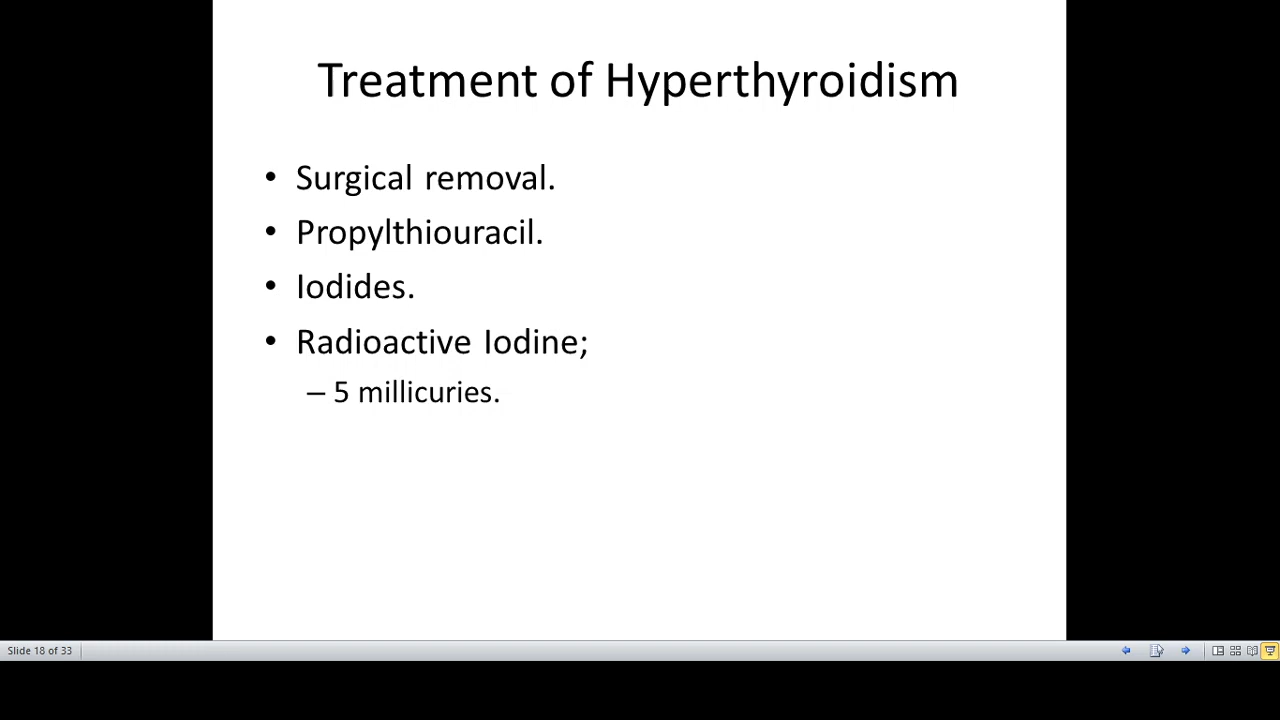 Treatment of Hyperthyroidism
• Surgical removal.
• Propylthiouracil.
• Iodides.
• Radioactive Iodine;
– 5 millicuries.
Slide 18 of 33